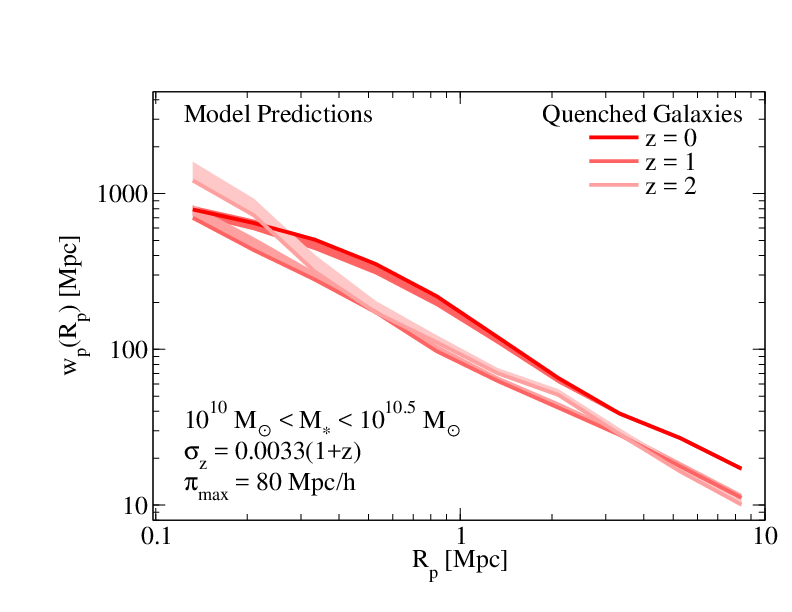 Model Predictions
Quenched Galaxies
z = 0
z = 1
z = 2
1000
100
10
w_p(R_p) [Mpc]
10^10 M_⊙ < M_* < 10^10.5 M_⊙
σ_z = 0.0033(1+z)
π_max = 80 Mpc/h
0.1
1
10
R_p [Mpc]